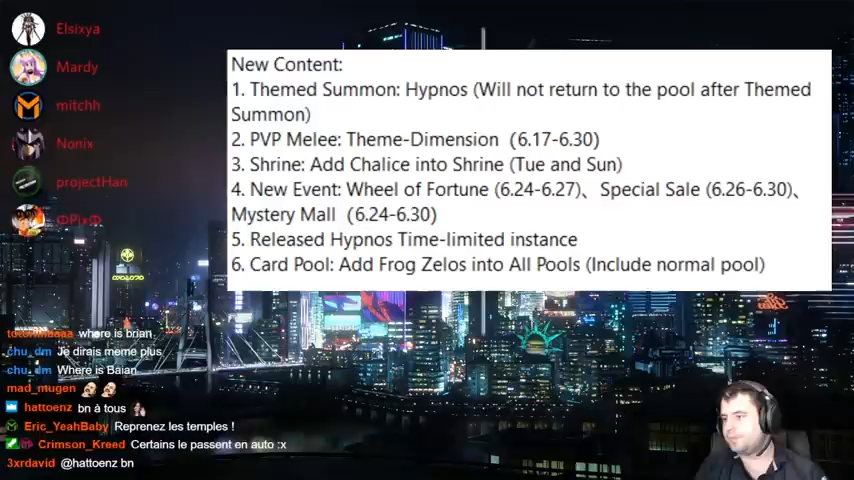 Elsixya
Mardy
mitchh
Nonix
projectHan
ΦPixΦ
New Content:
1. Themed Summon: Hypnos (Will not return to the pool after Themed
Summon)
2. PVP Melee: Theme-Dimension（6.17-6.30)
3. Shrine: Add Chalice into Shrine (Tue and Sun)
4. New Event: Wheel of Fortune (6.24-6.27)、Special Sale (6.26-6.30)、
Mystery Mall（6.24-6.30)
5. Released Hypnos Time-limited instance
6. Card Pool: Add Frog Zelos into All Pools (Include normal pool)
where is brian
chu_dm Je dirais meme plus
chu_dm Where is Baian
mad_mugen
hattoenz bn à tous
Eric_YeahBaby Reprenez les temples !
Crimson_Kreed Certains le passent en auto :x
3xrdavid @hattoenz bn